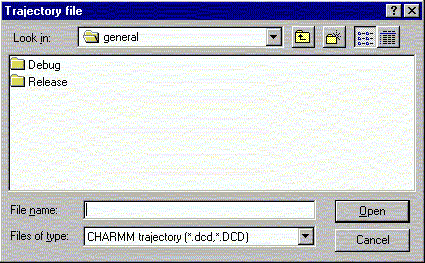 Trajectory file
Look in: general
Debug
Release
File name: Open
Files of type: CHARMM trajectory (*.dcd,*.DCD) Cancel